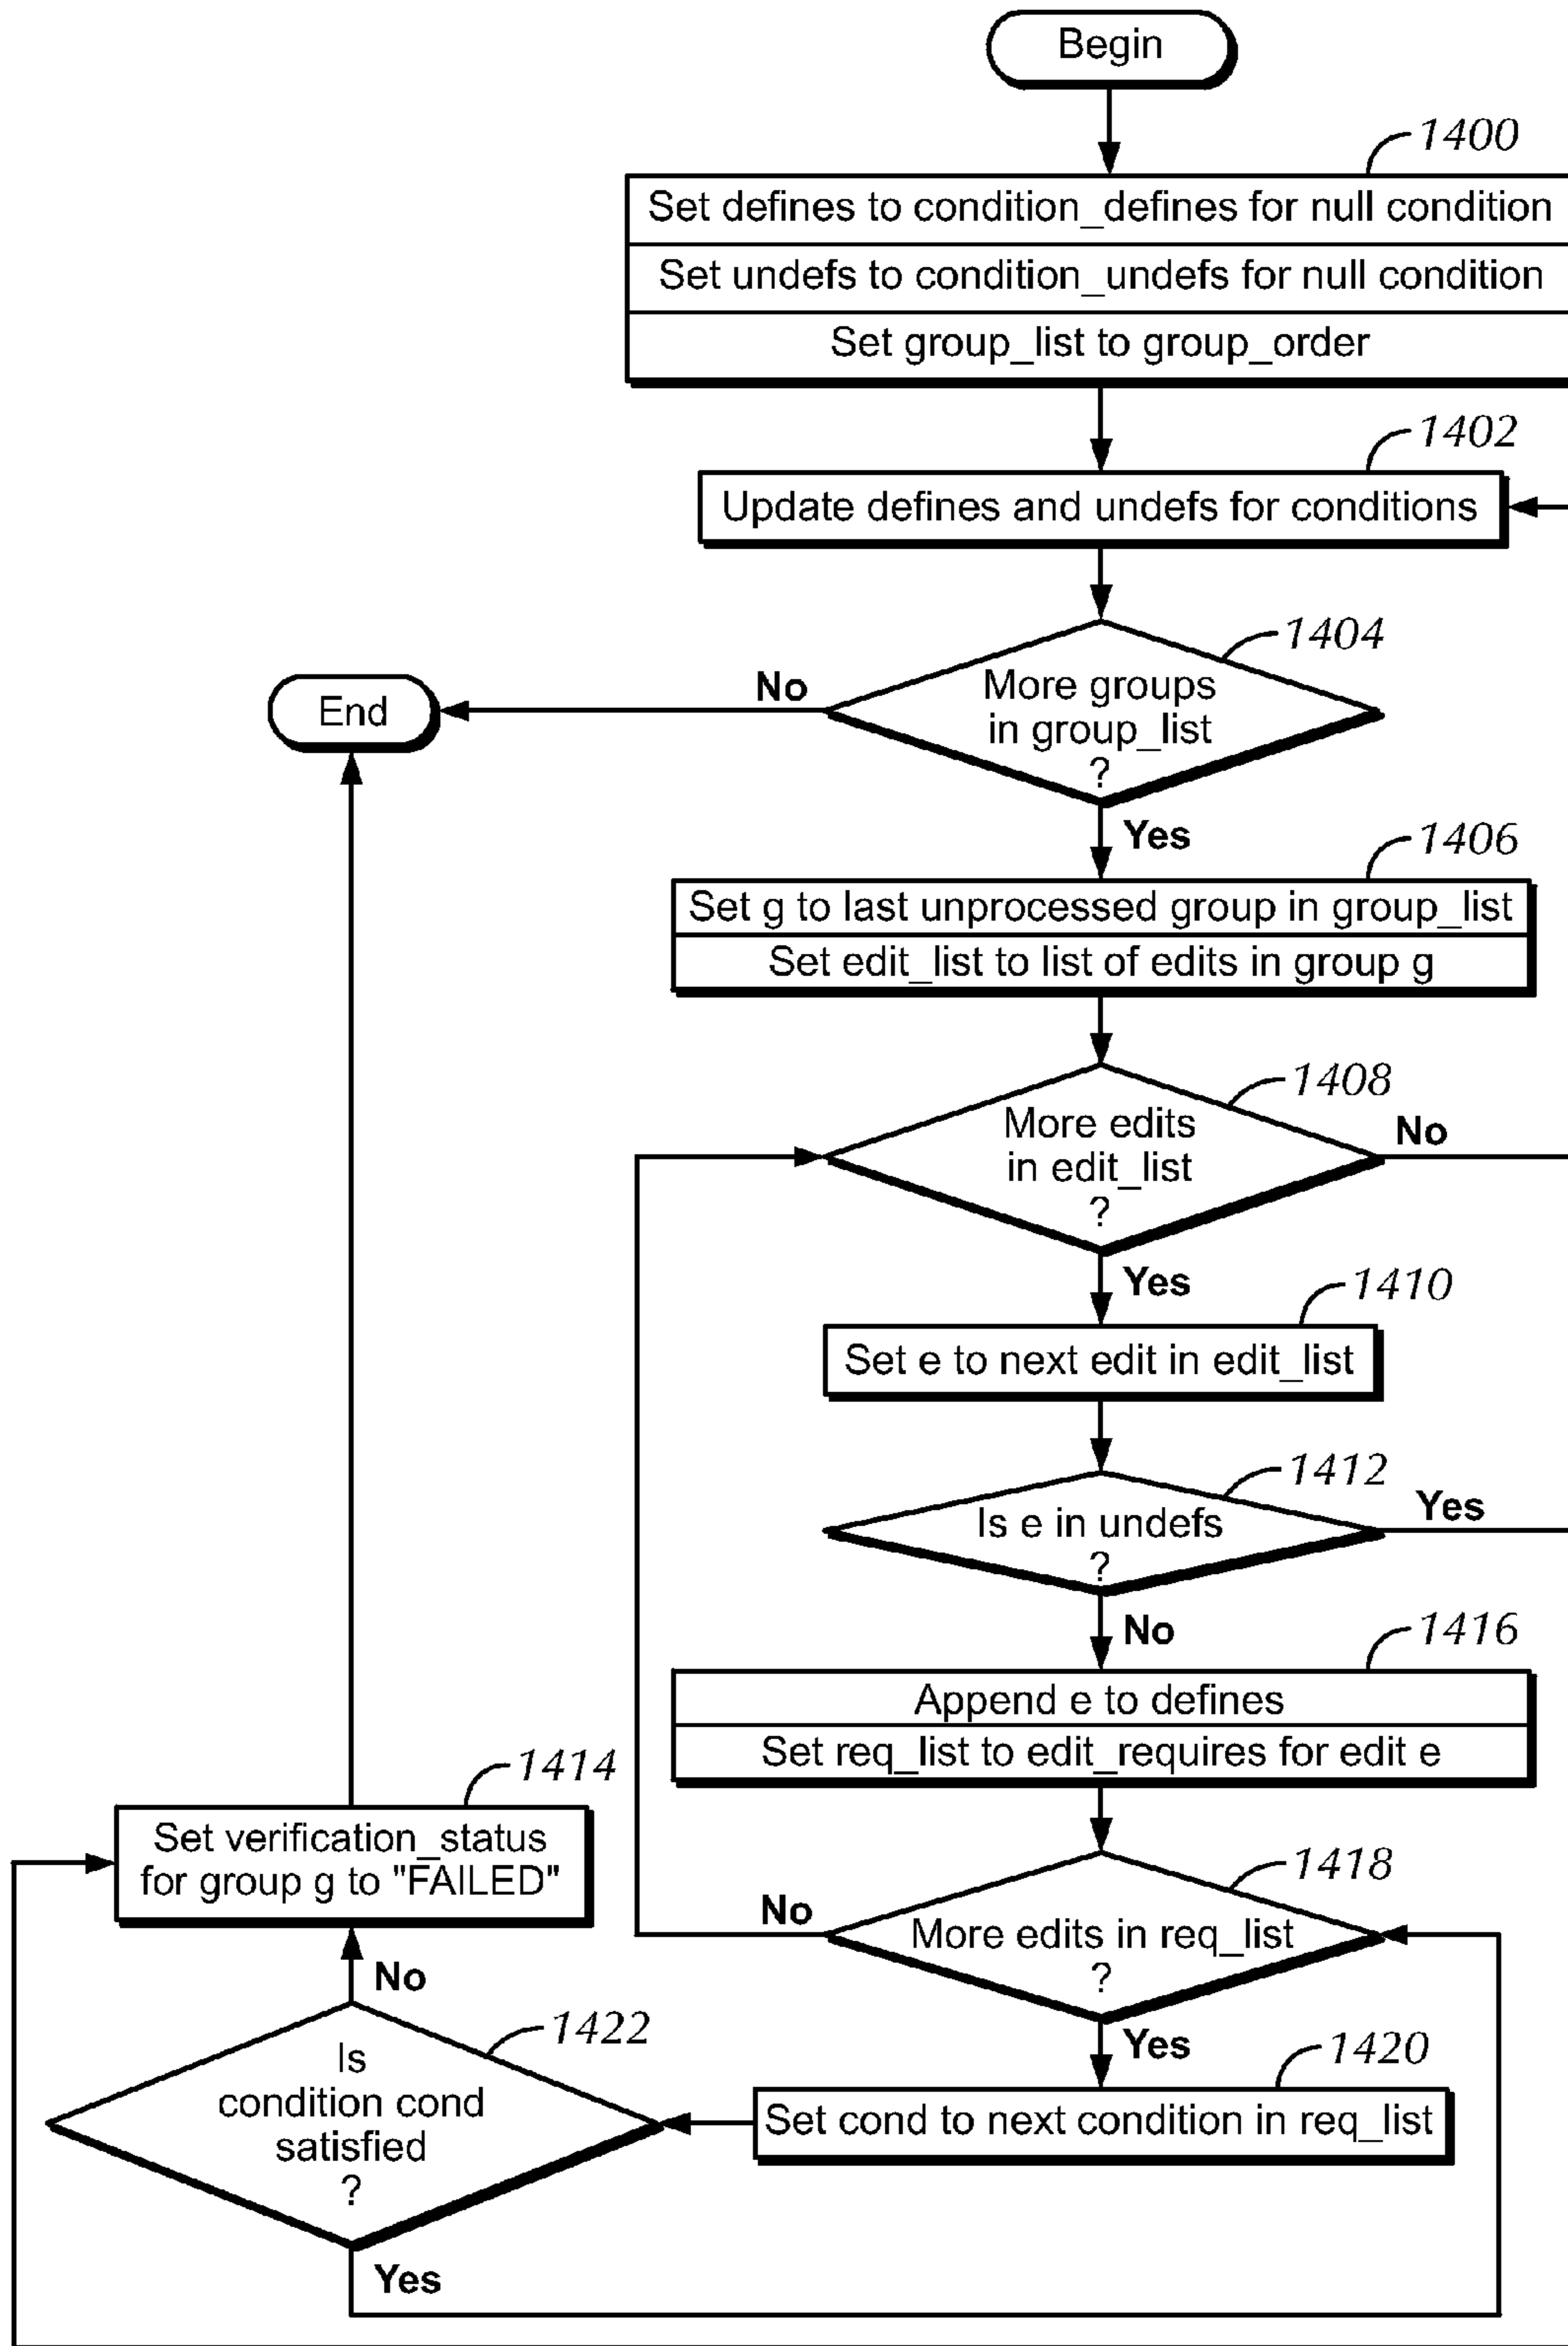 Begin
1400
Set defines to condition_defines for null condition
Set undefs to condition_undefs for null condition
Set group_list to group_order
1402
Update defines and undefs for conditions
1404
More groups
in group_list
?
No
End
Yes
1406
Set g to last unprocessed group in group_list
Set edit_list to list of edits in group g
1408
More edits
in edit_list
?
No
Yes
1410
Set e to next edit in edit_list
1412
Is e in undefs
?
Yes
No
1416
Append e to defines
Set req_list to edit_requires for edit e
1414
Set verification_status
for group g to "FAILED"
1418
More edits in req_list
?
No
Yes
1420
Set cond to next condition in req_list
No
1422
Is
condition cond
satisfied
?
Yes